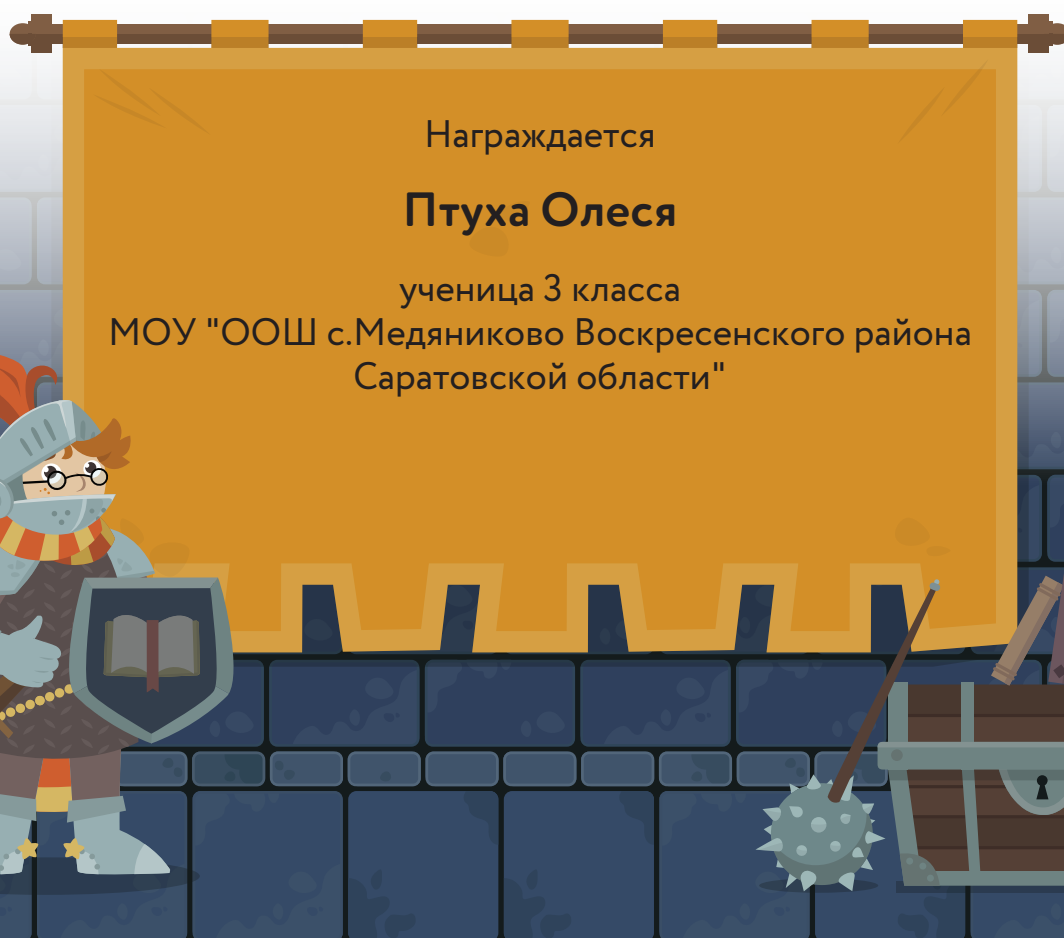 Награждается
Птуха Олеся
ученица 3 класса
МОУ "ООШ с.Медяниково Воскресенского района
Саратовской области"